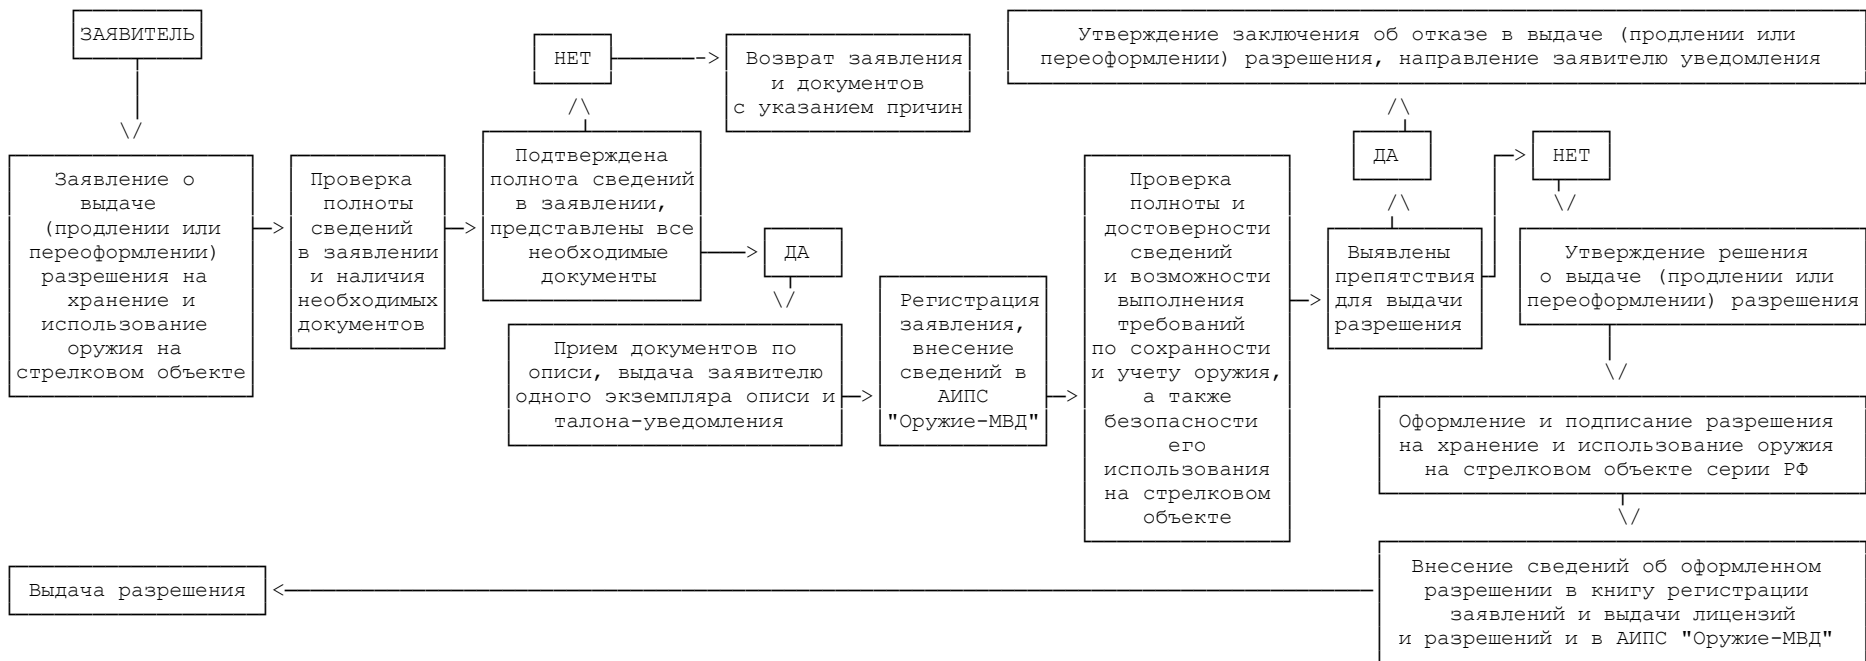 ЗАЯВИТЕЛЬ
НЕТ
Возврат заявления
и документов
с указанием причин
Утверждение заключения об отказе в выдаче (продлении или
переоформлении) разрешения, направление заявителю уведомления
Заявление о
выдаче
(продлении или
переоформлении)
разрешения на
хранение и
использование
оружия на
стрелковом объекте
Проверка
полноты
сведений
в заявлении
и наличия
необходимых
документов
Подтверждена
полнота сведений
в заявлении,
представлены все
необходимые
документы
ДА
Прием документов по
описи, выдача заявителю
одного экземпляра описи и
талона-уведомления
Регистрация
заявления,
внесение
сведений в
АИПС
"Оружие-МВД"
Проверка
полноты и
достоверности
сведений
и возможности
выполнения
требований
по сохранности
и учету оружия,
а также
безопасности
его
использования
на стрелковом
объекте
Выявлены
препятствия
для выдачи
разрешения
ДА
НЕТ
Утверждение решения
о выдаче (продлении или
переоформлении) разрешения
Оформление и подписание разрешения
на хранение и использование оружия
на стрелковом объекте серии РФ
Внесение сведений об оформленном
разрешении в книгу регистрации
заявлений и выдачи лицензий
и разрешений и в АИПС "Оружие-МВД"
Выдача разрешения